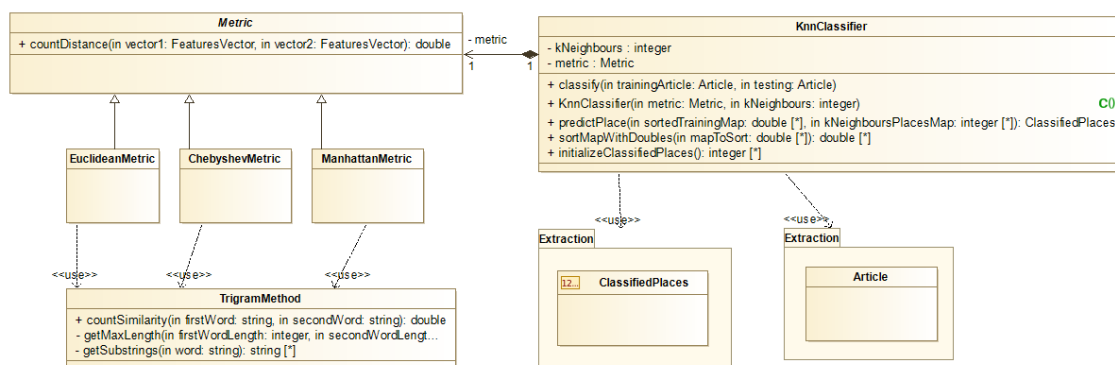 Metric
+ countDistance(in vector1: FeaturesVector, in vector2: FeaturesVector): double
- metric
1
1
KnnClassifier
- kNeighbours : integer
- metric : Metric
+ classify(in trainingArticle: Article, in testing: Article)
+ KnnClassifier(in metric: Metric, in kNeighbours: integer)
C()
+ predictPlace(in sortedTrainingMap: double [*], in kNeighboursPlacesMap: integer [*]): ClassifiedPlaces
+ sortMapWithDoubles(in mapToSort: double [*]): double [*]
+ initializeClassifiedPlaces(): integer [*]
EuclideanMetric
ChebyshevMetric
ManhattanMetric
<<use>>
<<use>>
<<use>>
<<use>>
<<use>>
TrigramMethod
+ countSimilarity(in firstWord: string, in secondWord: string): double
- getMaxLength(in firstWordLength: integer, in secondWordLengt...
- getSubstrings(in word: string): string [*]
Extraction
12...
ClassifiedPlaces
Extraction
Article